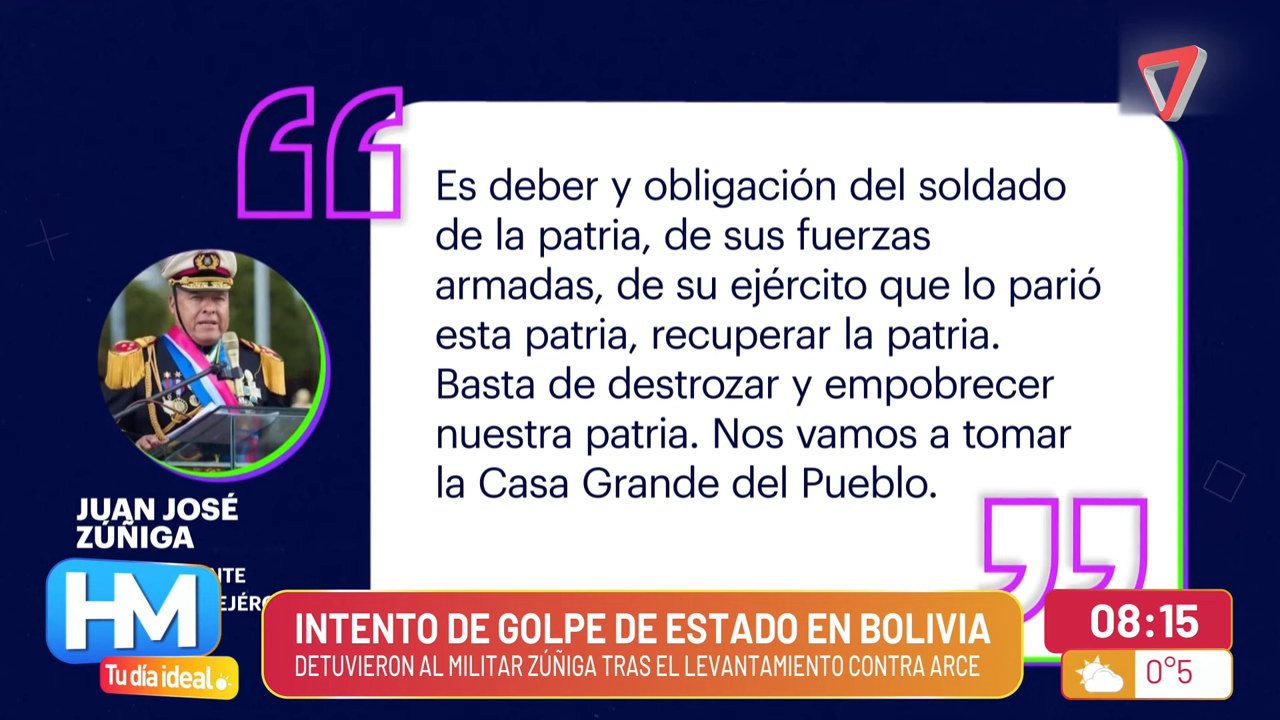 Es deber y obligación del soldado
de la patria, de sus fuerzas
armadas, de su ejército que lo parió
esta patria, recuperar la patria.
Basta de destrozar y empobrecer
nuestra patria. Nos vamos a tomar
la Casa Grande del Pueblo.
JUAN JOSÉ
ZÚÑIGA
HM
Tu día ideal
INTENTO DE GOLPE DE ESTADO EN BOLIVIA
DETUVIERON AL MILITAR ZÚÑIGA TRAS EL LEVANTAMIENTO CONTRA ARCE
08:15
0°5